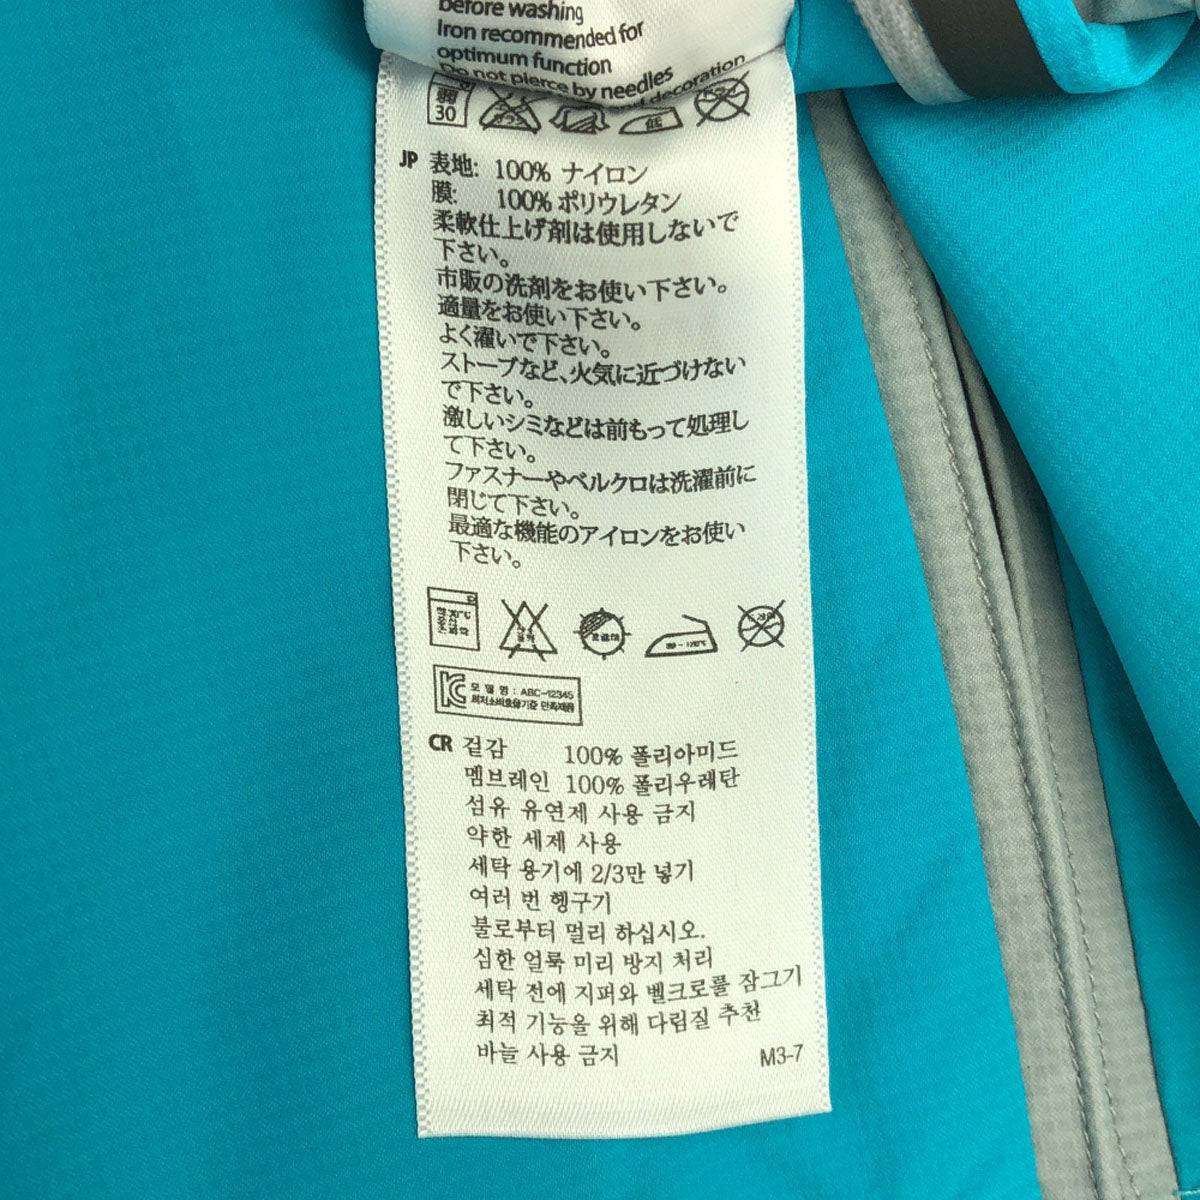 before washing
Iron recommended for
optimum function
Do not pierce by needles
and decoration
弱
30
低
JP 表地: 100% ナイロン
膜: 100% ポリウレタン
柔軟仕上げ剤は使用しないで
下さい。
市販の洗剤をお使い下さい。
適量をお使い下さい。
よく濯いで下さい。
ストーブなど、火気に近づけない
で下さい。
激しいシミなどは前もって処理し
て下さい。
ファスナーやベルクロは洗濯前に
閉じて下さい。
最適な機能のアイロンをお使い
下さい。
80~120℃
KC 모델명 : ABC-12345
CR 겉감 100% 폴리아미드
멤브레인 100% 폴리우레탄
섬유 유연제 사용 금지
약한 세제 사용
세탁 용기에 2/3만 넣기
여러 번 헹구기
불로부터 멀리 하십시오.
심한 얼룩 미리 방지 처리
세탁 전에 지퍼와 벨크로플 잠그기
최적 기능을 위해 다림질 추천
바늘 사용 금지
M3-7